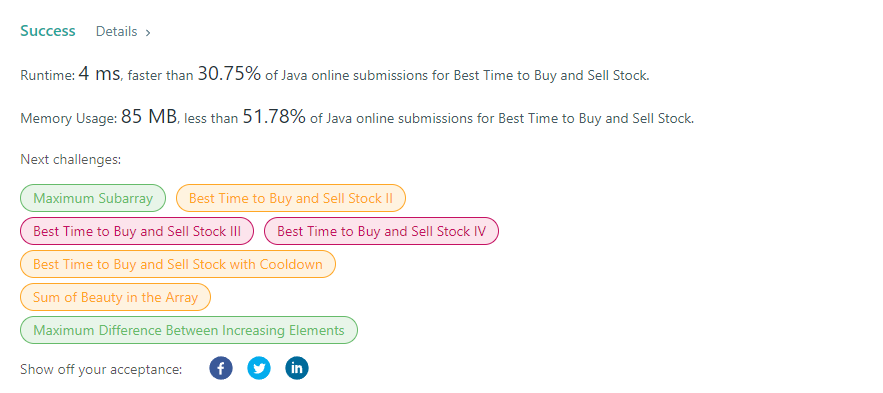 Success Details ›
Runtime: 4 ms, faster than 30.75% of Java online submissions for Best Time to Buy and Sell Stock.
Memory Usage: 85 MB, less than 51.78% of Java online submissions for Best Time to Buy and Sell Stock.
Next challenges:
Maximum Subarray Best Time to Buy and Sell Stock II
Best Time to Buy and Sell Stock III Best Time to Buy and Sell Stock IV
Best Time to Buy and Sell Stock with Cooldown
Sum of Beauty in the Array
Maximum Difference Between Increasing Elements
Show off your acceptance: f in